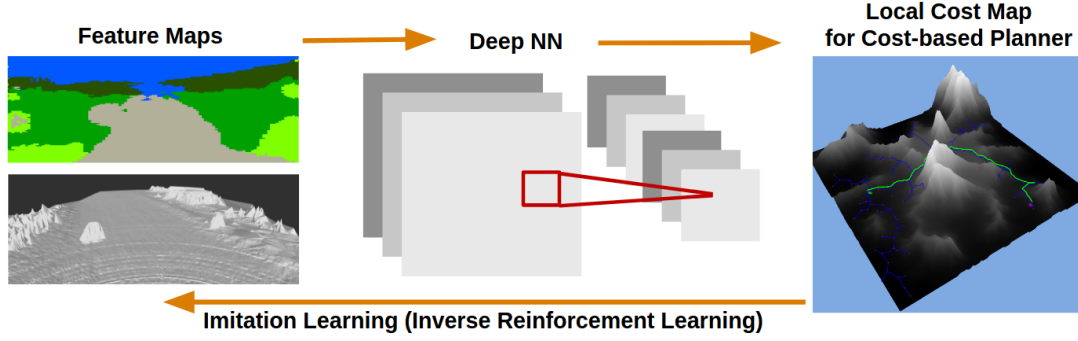 Feature Maps
Deep NN
Local Cost Map
for Cost-based Planner
Imitation Learning (Inverse Reinforcement Learning)